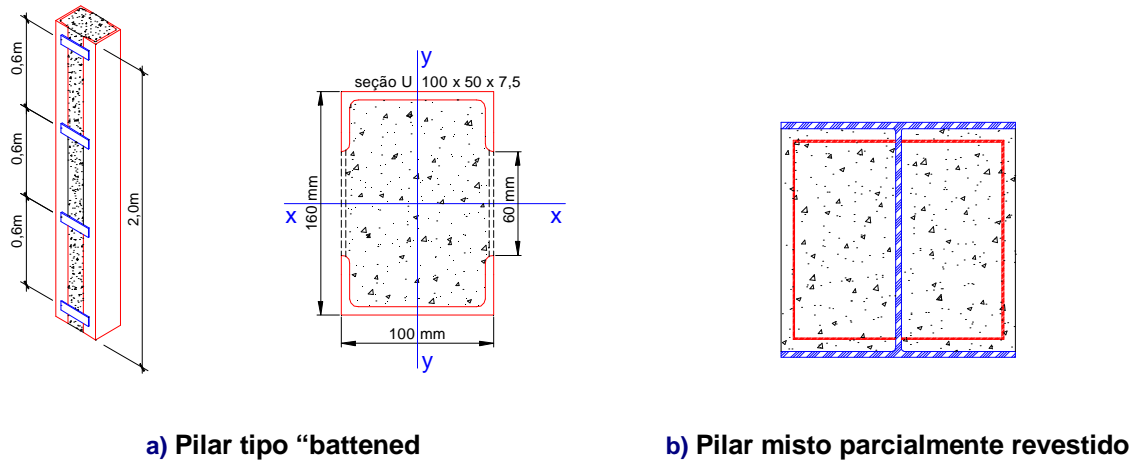 0,6m
0,6m
0,6m
2,0m
y
seção U 100 x 50 x 7,5
160 mm
x
x
60 mm
100 mm
y
a) Pilar tipo “battened
b) Pilar misto parcialmente revestido